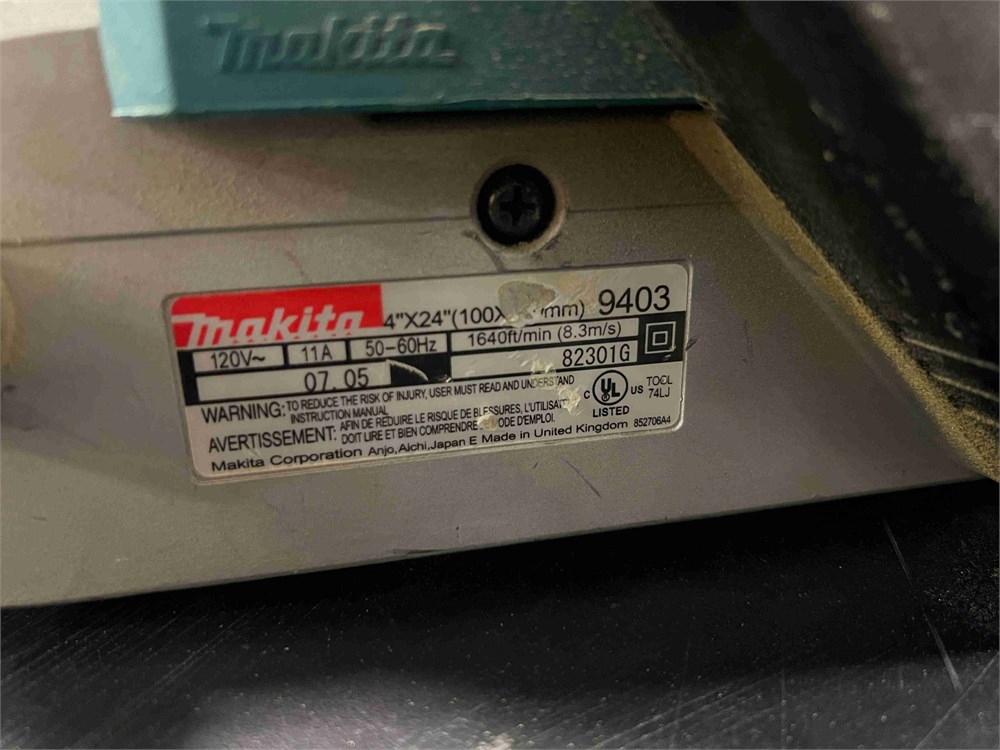 makita
makita 4"X24"(100X mm) 9403
120V~ 11A 50-60Hz 1640ft/min (8.3m/s)
07.05 82301G
WARNING: TO REDUCE THE RISK OF INJURY, USER MUST READ AND UNDERSTAND
INSTRUCTION MANUAL
AVERTISSEMENT: AFIN DE RÉDUIRE LE RISQUE DE BLESSURES, L'UTILISAT
DOIT LIRE ET BIEN COMPRENDRE ODE D'EMPLOI.
C UL US LISTED
TOOL
74LJ
Makita Corporation Anjo, Aichi, Japan E Made in United Kingdom 852706A4